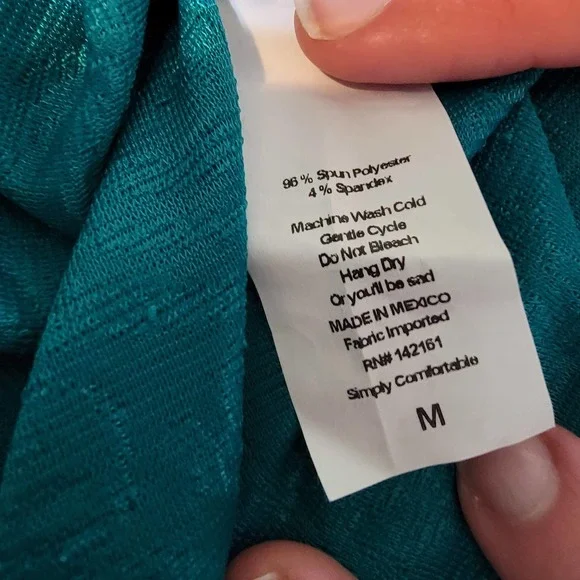 96% Spun Polyester
4% Spandex
Machine Wash Cold
Gentle Cycle
Do Not Bleach
Hang Dry
Or you'll be sad
MADE IN MEXICO
Fabric Imported
RN# 142161
Simply Comfortable
M